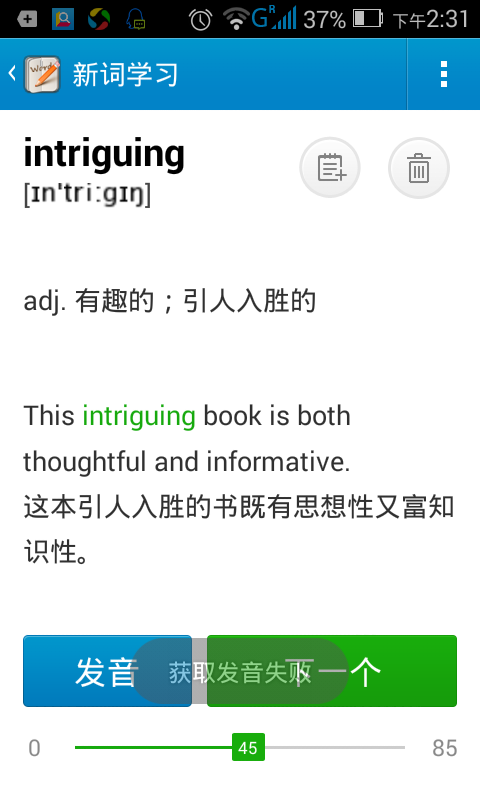 G R 37% 下午2:31
Words
新词学习
intriguing
[ɪn'triːgɪŋ]
adj. 有趣的；引人入胜的
This intriguing book is both
thoughtful and informative.
这本引人入胜的书既有思想性又富知
识性。
发音 下一个
获取发音失败
0 45 85